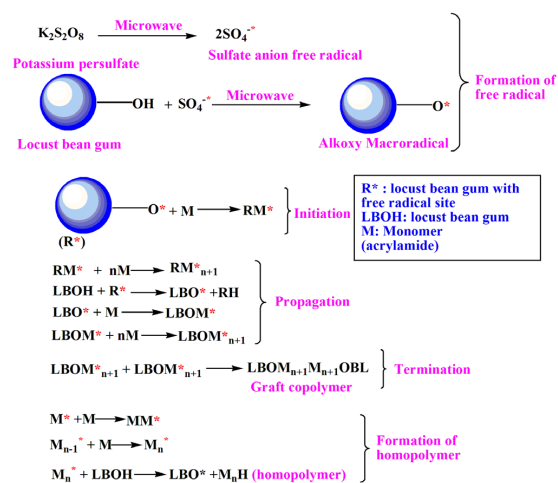 K₂S₂O₈ Microwave 2SO₄⁻*
Potassium persulfate Sulfate anion free radical
OH + SO₄⁻* Microwave O*
Locust bean gum Alkoxy Macroradical
Formation of
free radical
O* + M RM* Initiation
(R*)
R* : locust bean gum with
free radical site
LBOH: locust bean gum
M: Monomer
(acrylamide)
RM* + nM → RM*ₙ₊₁
LBOH + R* → LBO* +RH
LBO* + M → LBOM*
LBOM* + nM → LBOM*ₙ₊₁
Propagation
LBOM*ₙ₊₁ + LBOM*ₙ₊₁ → LBOMₙ₊₁Mₙ₊₁OBL
Graft copolymer
Termination
M* +M → MM*
Mₙ₋₁* + M → Mₙ*
Mₙ* + LBOH → LBO* + MₙH (homopolymer)
Formation of
homopolymer